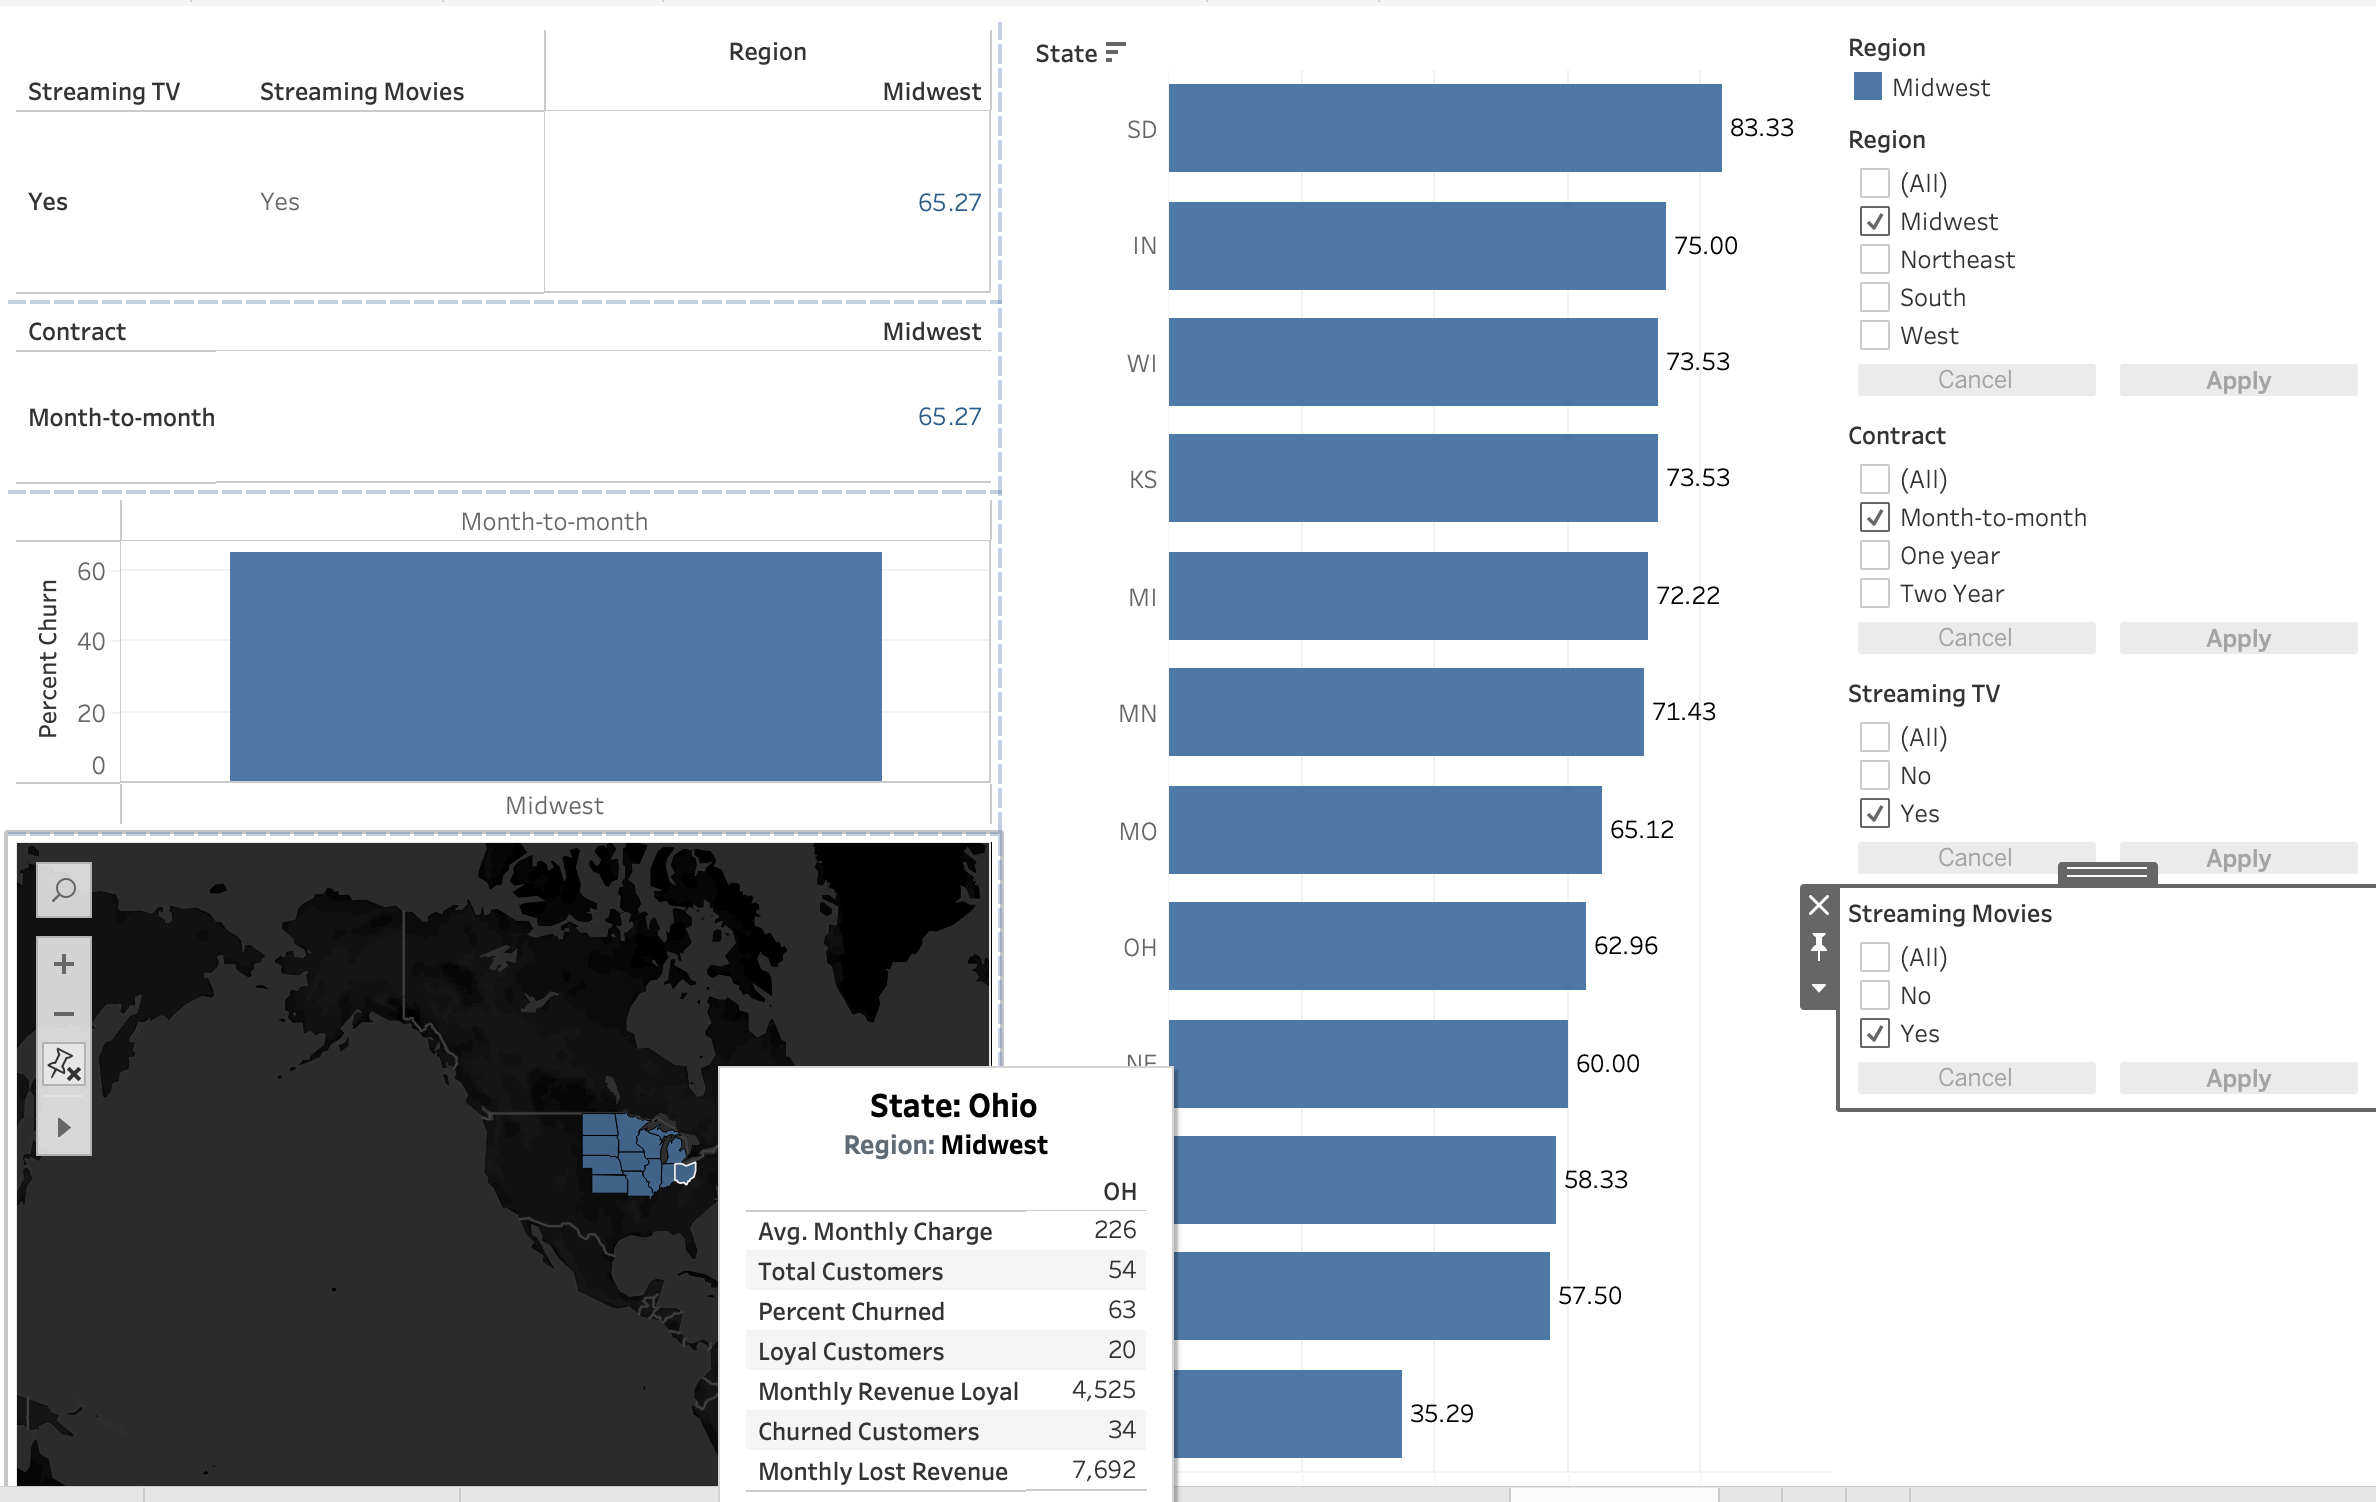 Region
Streaming TV Streaming Movies Midwest
Yes Yes 65.27
Contract Midwest
Month-to-month 65.27
Month-to-month
Percent Churn
60
40
20
0
Midwest
State
SD 83.33
IN 75.00
WI 73.53
KS 73.53
MI 72.22
MN 71.43
MO 65.12
OH 62.96
NE 60.00
58.33
57.50
35.29
State: Ohio
Region: Midwest
OH
Avg. Monthly Charge 226
Total Customers 54
Percent Churned 63
Loyal Customers 20
Monthly Revenue Loyal 4,525
Churned Customers 34
Monthly Lost Revenue 7,692
Region
Midwest
Region
(All)
Midwest
Northeast
South
West
Cancel Apply
Contract
(All)
Month-to-month
One year
Two Year
Cancel Apply
Streaming TV
(All)
No
Yes
Cancel Apply
Streaming Movies
(All)
No
Yes
Cancel Apply